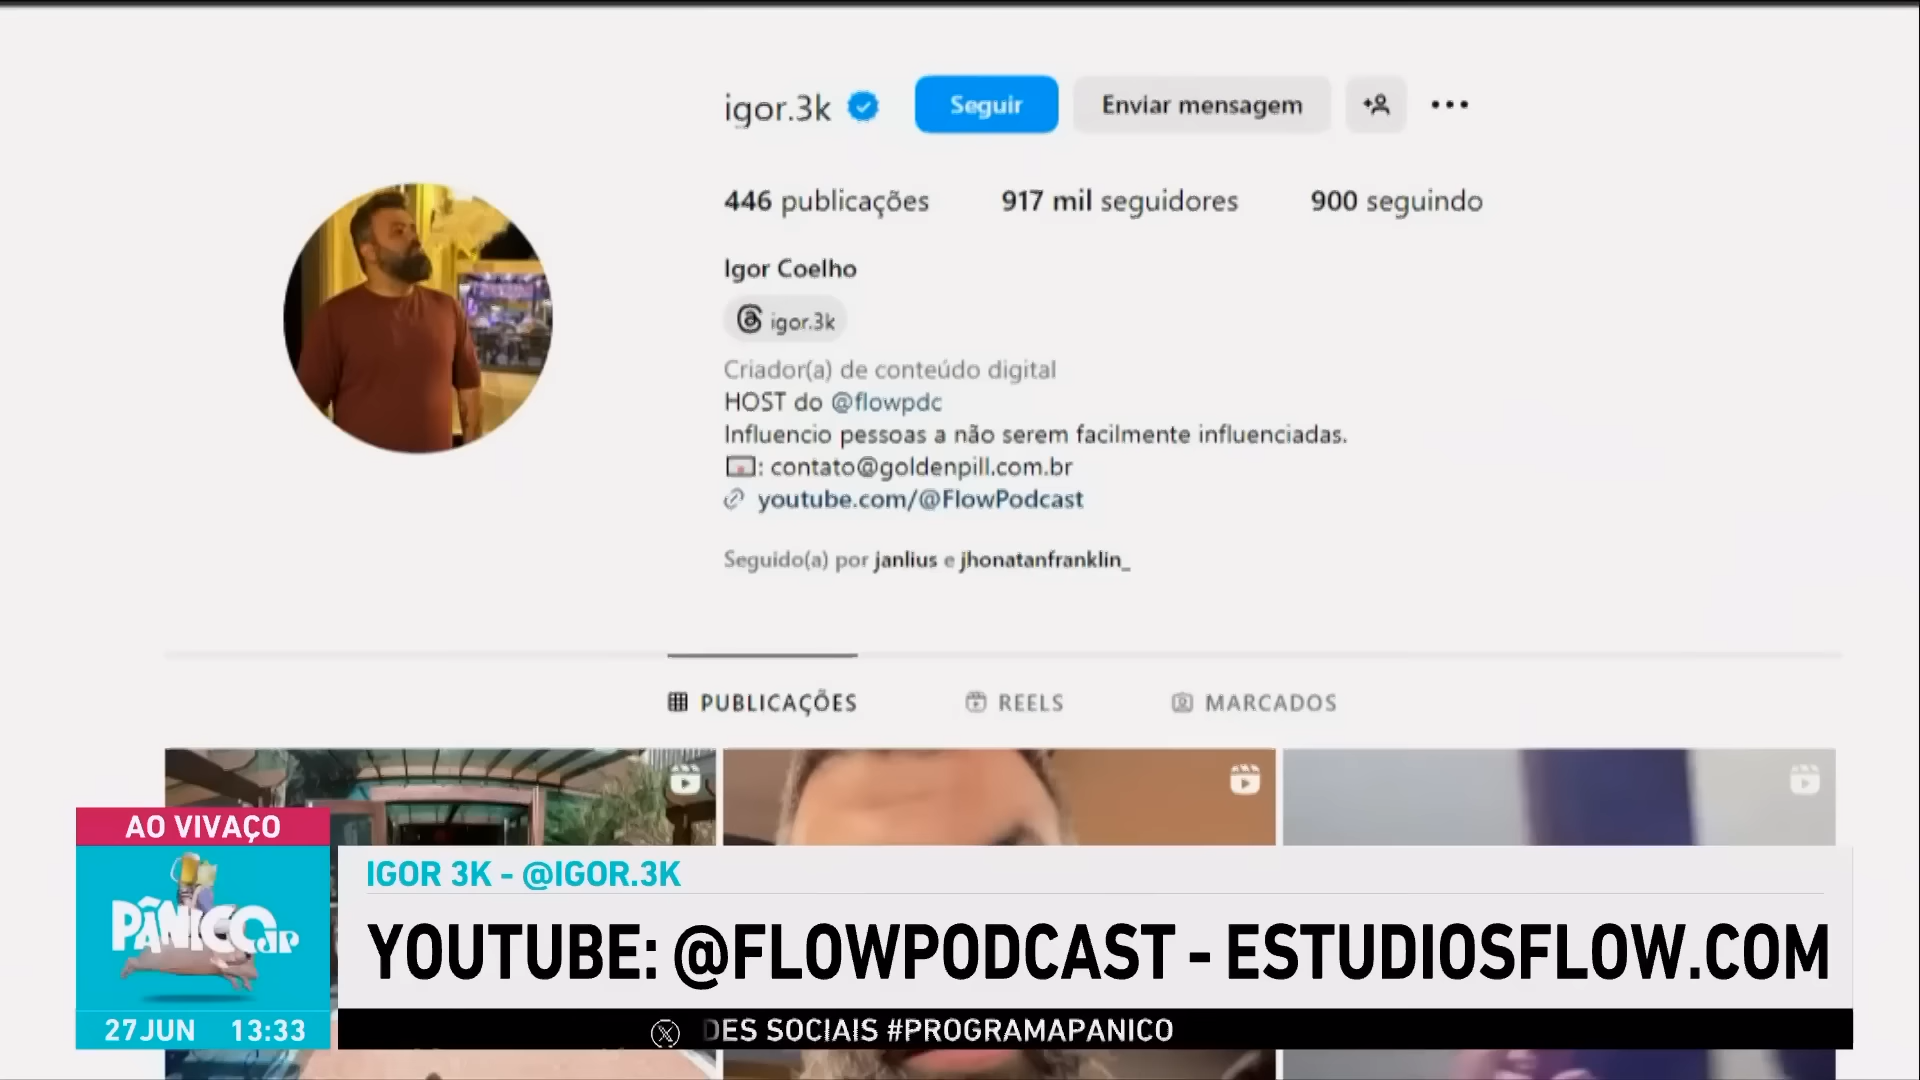 igor.3k
Seguir
Enviar mensagem
446 publicações
917 mil seguidores
900 seguindo
Igor Coelho
igor.3k
Criador(a) de conteúdo digital
HOST do @flowpdc
Influencio pessoas a não serem facilmente influenciadas.
: contato@goldenpill.com.br
youtube.com/@FlowPodcast
Seguido(a) por janlius e jhonatanfranklin_
PUBLICAÇÕES
REELS
MARCADOS
AO VIVAÇO
PÂNICO JP
27JUN 13:33
IGOR 3K - @IGOR.3K
YOUTUBE: @FLOWPODCAST - ESTUDIOSFLOW.COM
DES SOCIAIS #PROGRAMAPANICO